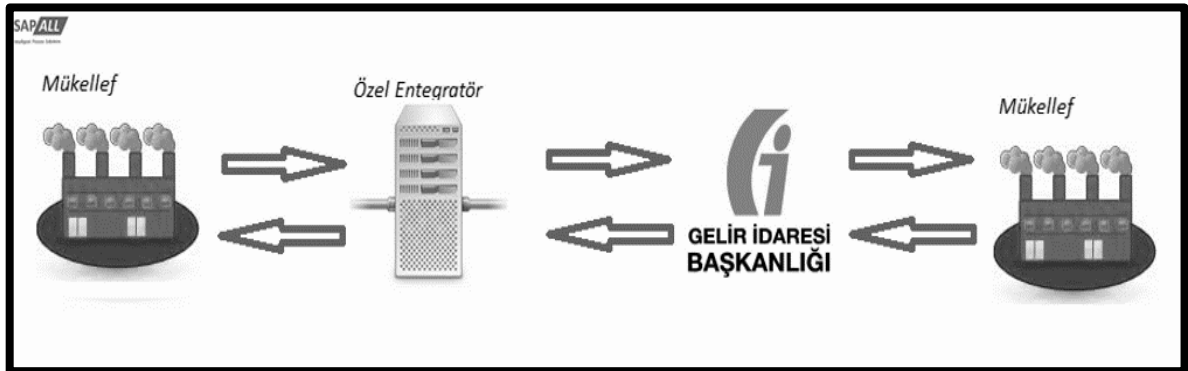 SAP ALL
Mükellef
Özel Entegratör
Mükellef
GELİR İDARESİ
BAŞKANLIĞI